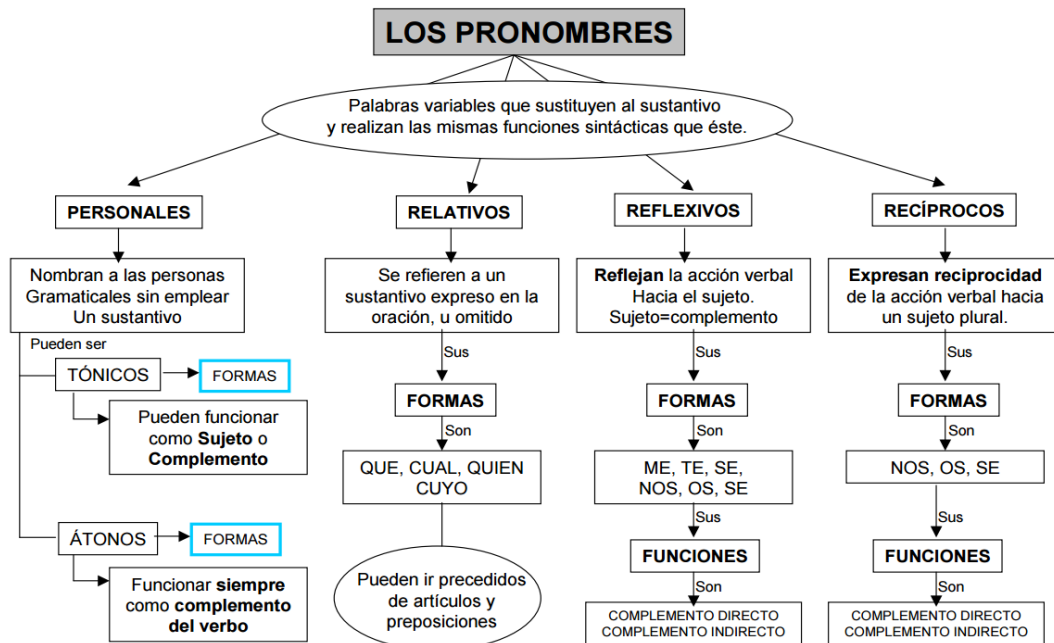 LOS PRONOMBRES
Palabras variables que sustituyen al sustantivo
y realizan las mismas funciones sintácticas que éste.
PERSONALES
Nombran a las personas
Gramaticales sin emplear
Un sustantivo
Pueden ser
TÓNICOS
FORMAS
Pueden funcionar
como Sujeto o
Complemento
ÁTONOS
FORMAS
Funcionar siempre
como complemento
del verbo
RELATIVOS
Se refieren a un
sustantivo expreso en la
oración, u omitido
Sus
FORMAS
Son
QUE, CUAL, QUIEN
CUYO
Pueden ir precedidos
de artículos y
preposiciones
REFLEXIVOS
Reflejan la acción verbal
Hacia el sujeto.
Sujeto=complemento
Sus
FORMAS
Son
ME, TE, SE,
NOS, OS, SE
Sus
FUNCIONES
Son
COMPLEMENTO DIRECTO
COMPLEMENTO INDIRECTO
RECÍPROCOS
Expresan reciprocidad
de la acción verbal hacia
un sujeto plural.
Sus
FORMAS
Son
NOS, OS, SE
Sus
FUNCIONES
Son
COMPLEMENTO DIRECTO
COMPLEMENTO INDIRECTO